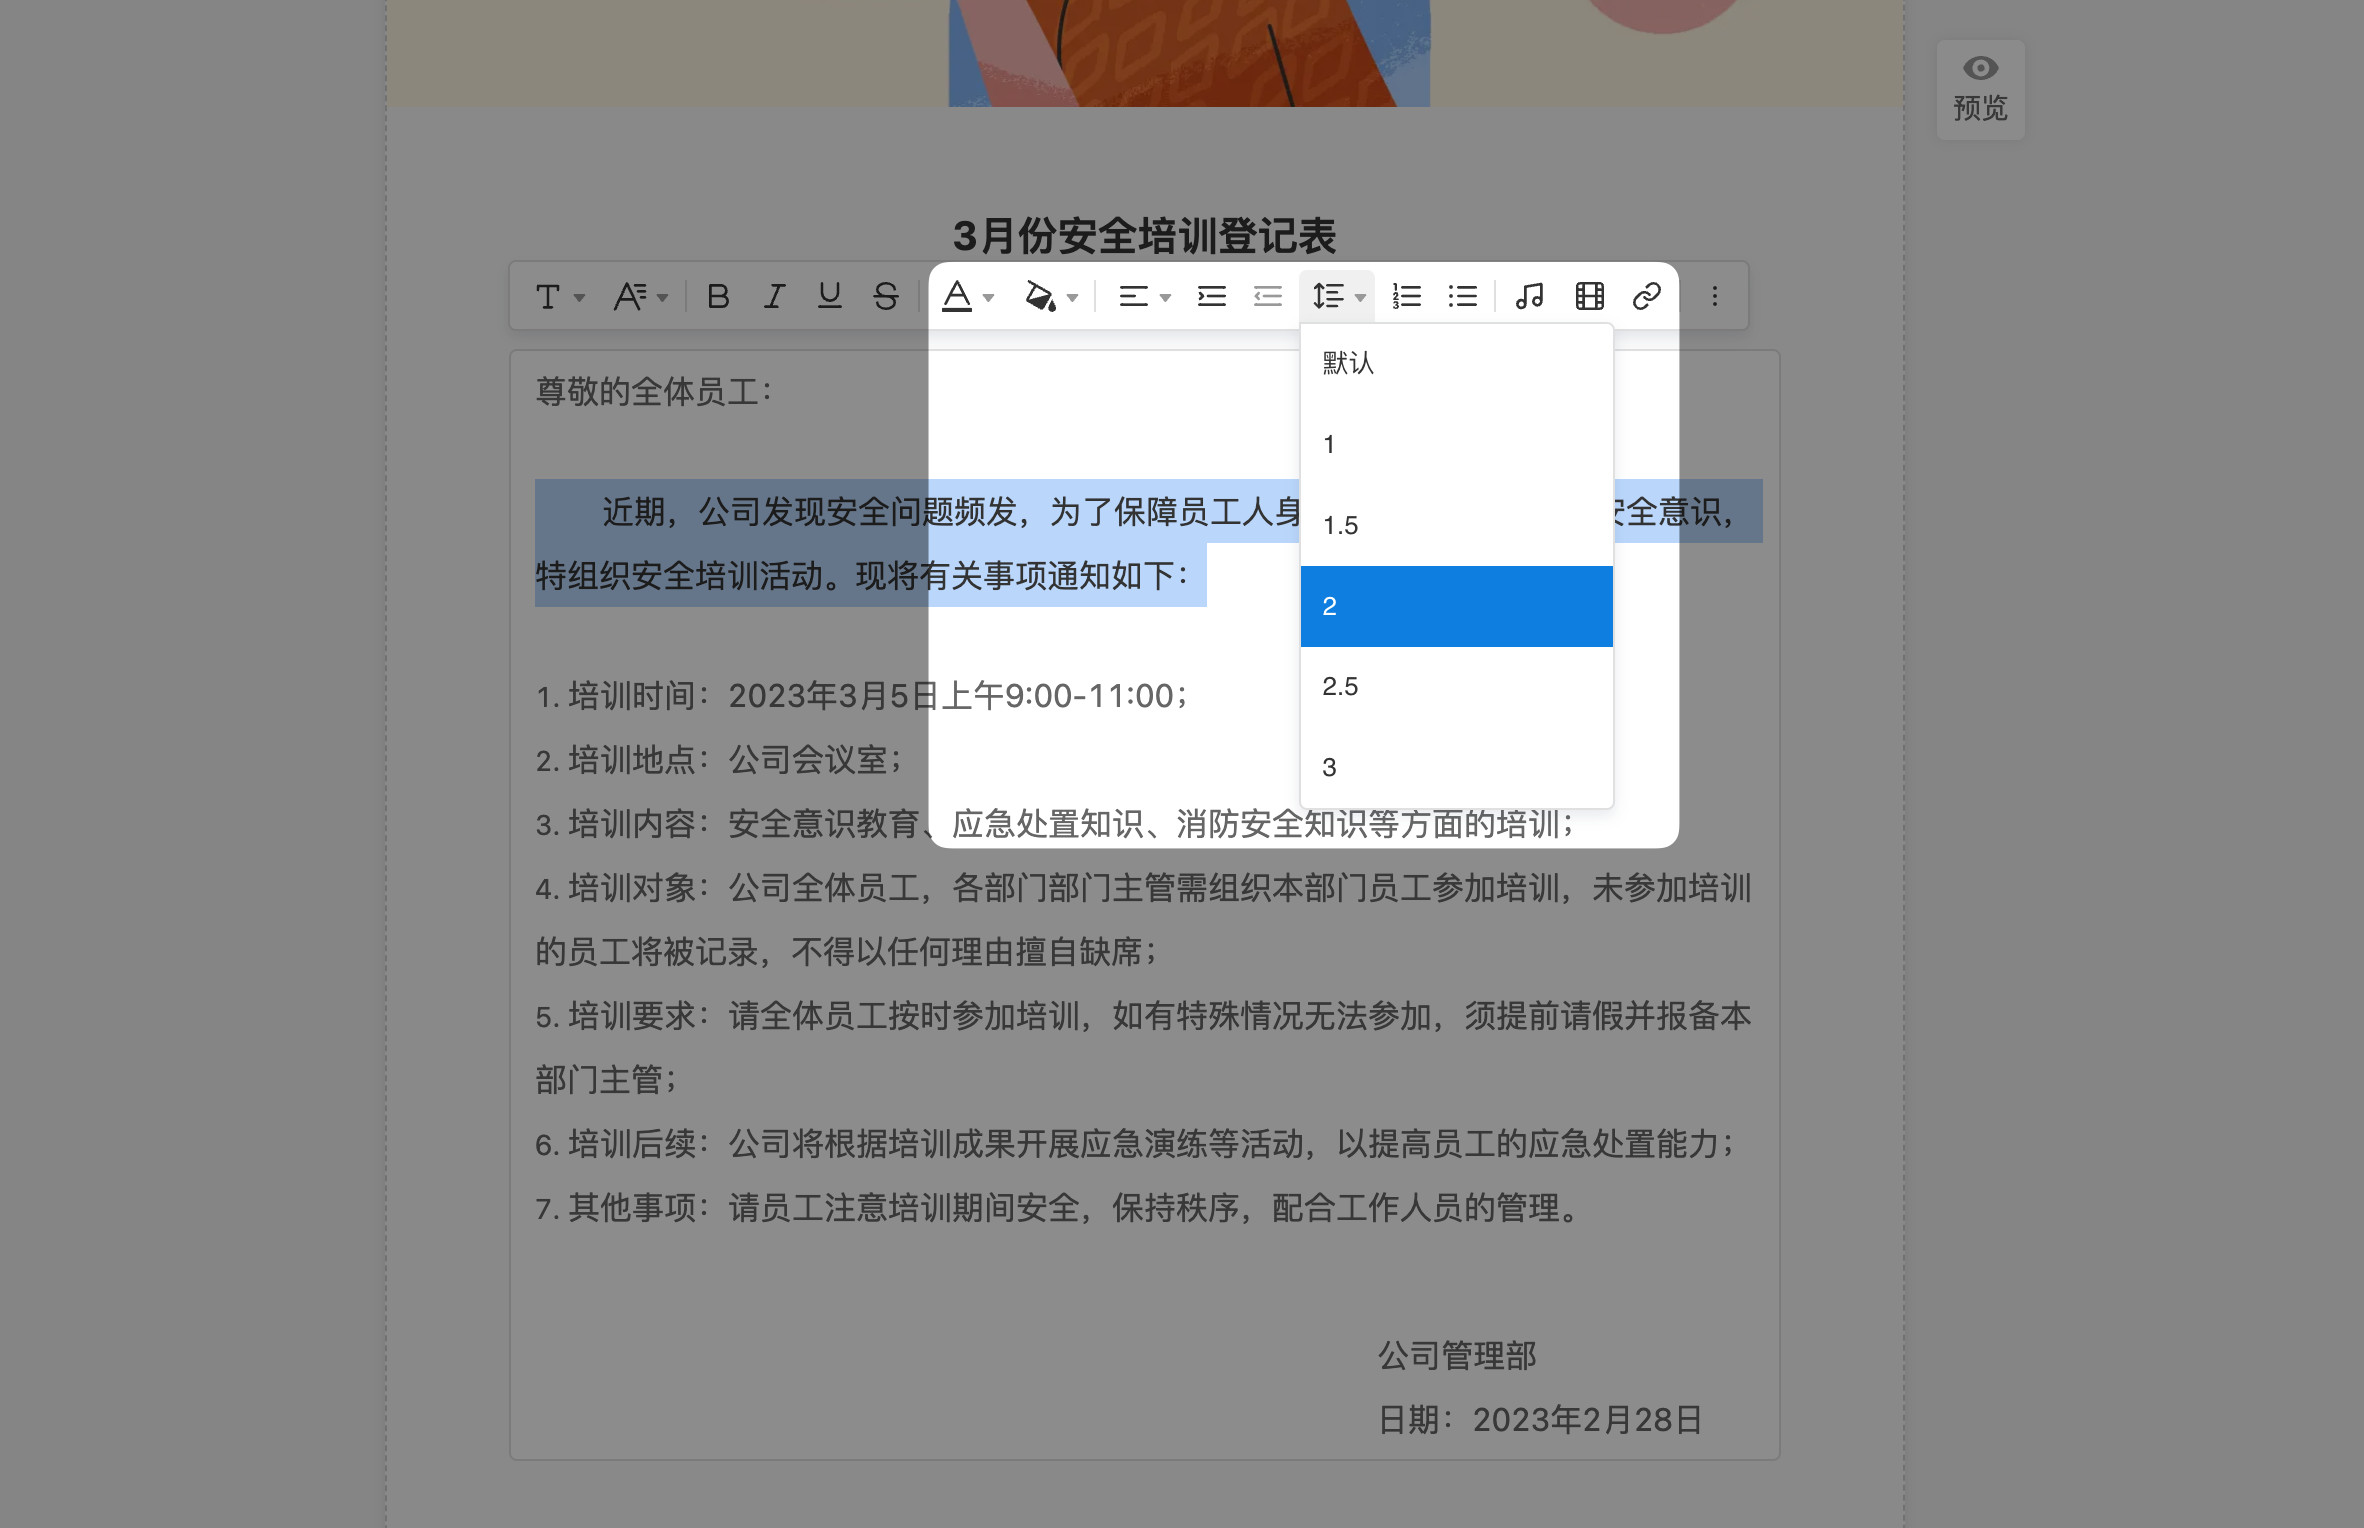 预览
3月份安全培训登记表
默认
1
1.5
2
2.5
3
尊敬的全体员工：
近期，公司发现安全问题频发，为了保障员工人身
全意识，
特组织安全培训活动。现将有关事项通知如下：
1. 培训时间：2023年3月5日上午9:00-11:00；
2. 培训地点：公司会议室；
3. 培训内容：安全意识教育、应急处置知识、消防安全知识等方面的培训；
4. 培训对象：公司全体员工，各部门部门主管需组织本部门员工参加培训，未参加培训
的员工将被记录，不得以任何理由擅自缺席；
5. 培训要求：请全体员工按时参加培训，如有特殊情况无法参加，须提前请假并报备本
部门主管；
6. 培训后续：公司将根据培训成果开展应急演练等活动，以提高员工的应急处置能力；
7. 其他事项：请员工注意培训期间安全，保持秩序，配合工作人员的管理。
公司管理部
日期：2023年2月28日